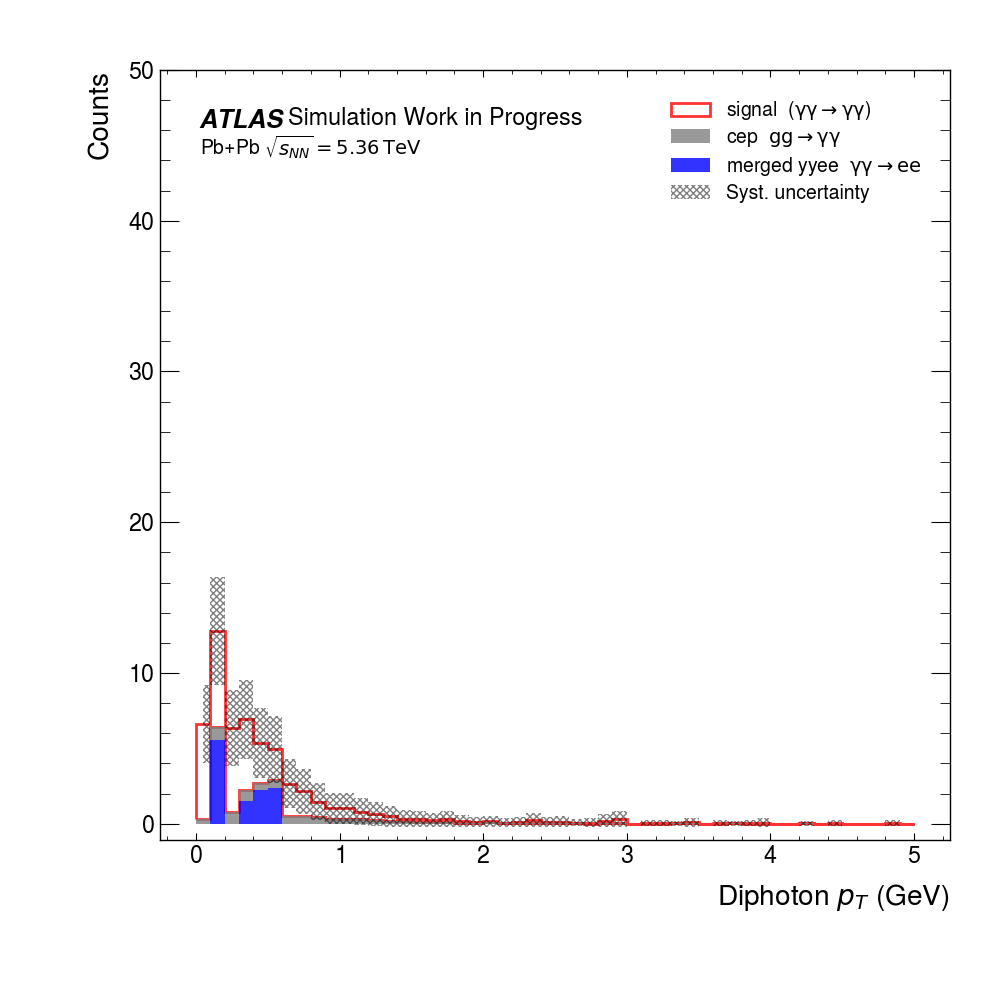 Counts
50
40
30
20
10
0
ATLAS Simulation Work in Progress
Pb+Pb √s_NN = 5.36 TeV
signal (γγ→γγ)
cep gg→γγ
merged yyee γγ→ee
Syst. uncertainty
0 1 2 3 4 5
Diphoton p_T (GeV)